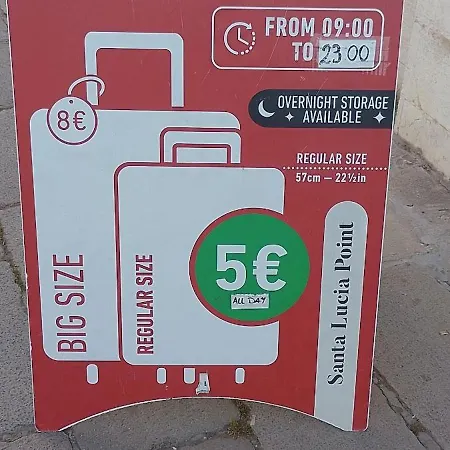 FROM 09:00
TO 23 00
OVERNIGHT STORAGE
AVAILABLE
REGULAR SIZE
57cm — 22½in
8€
BIG SIZE
REGULAR SIZE
5€
ALL DAY
Santa Lucia Point